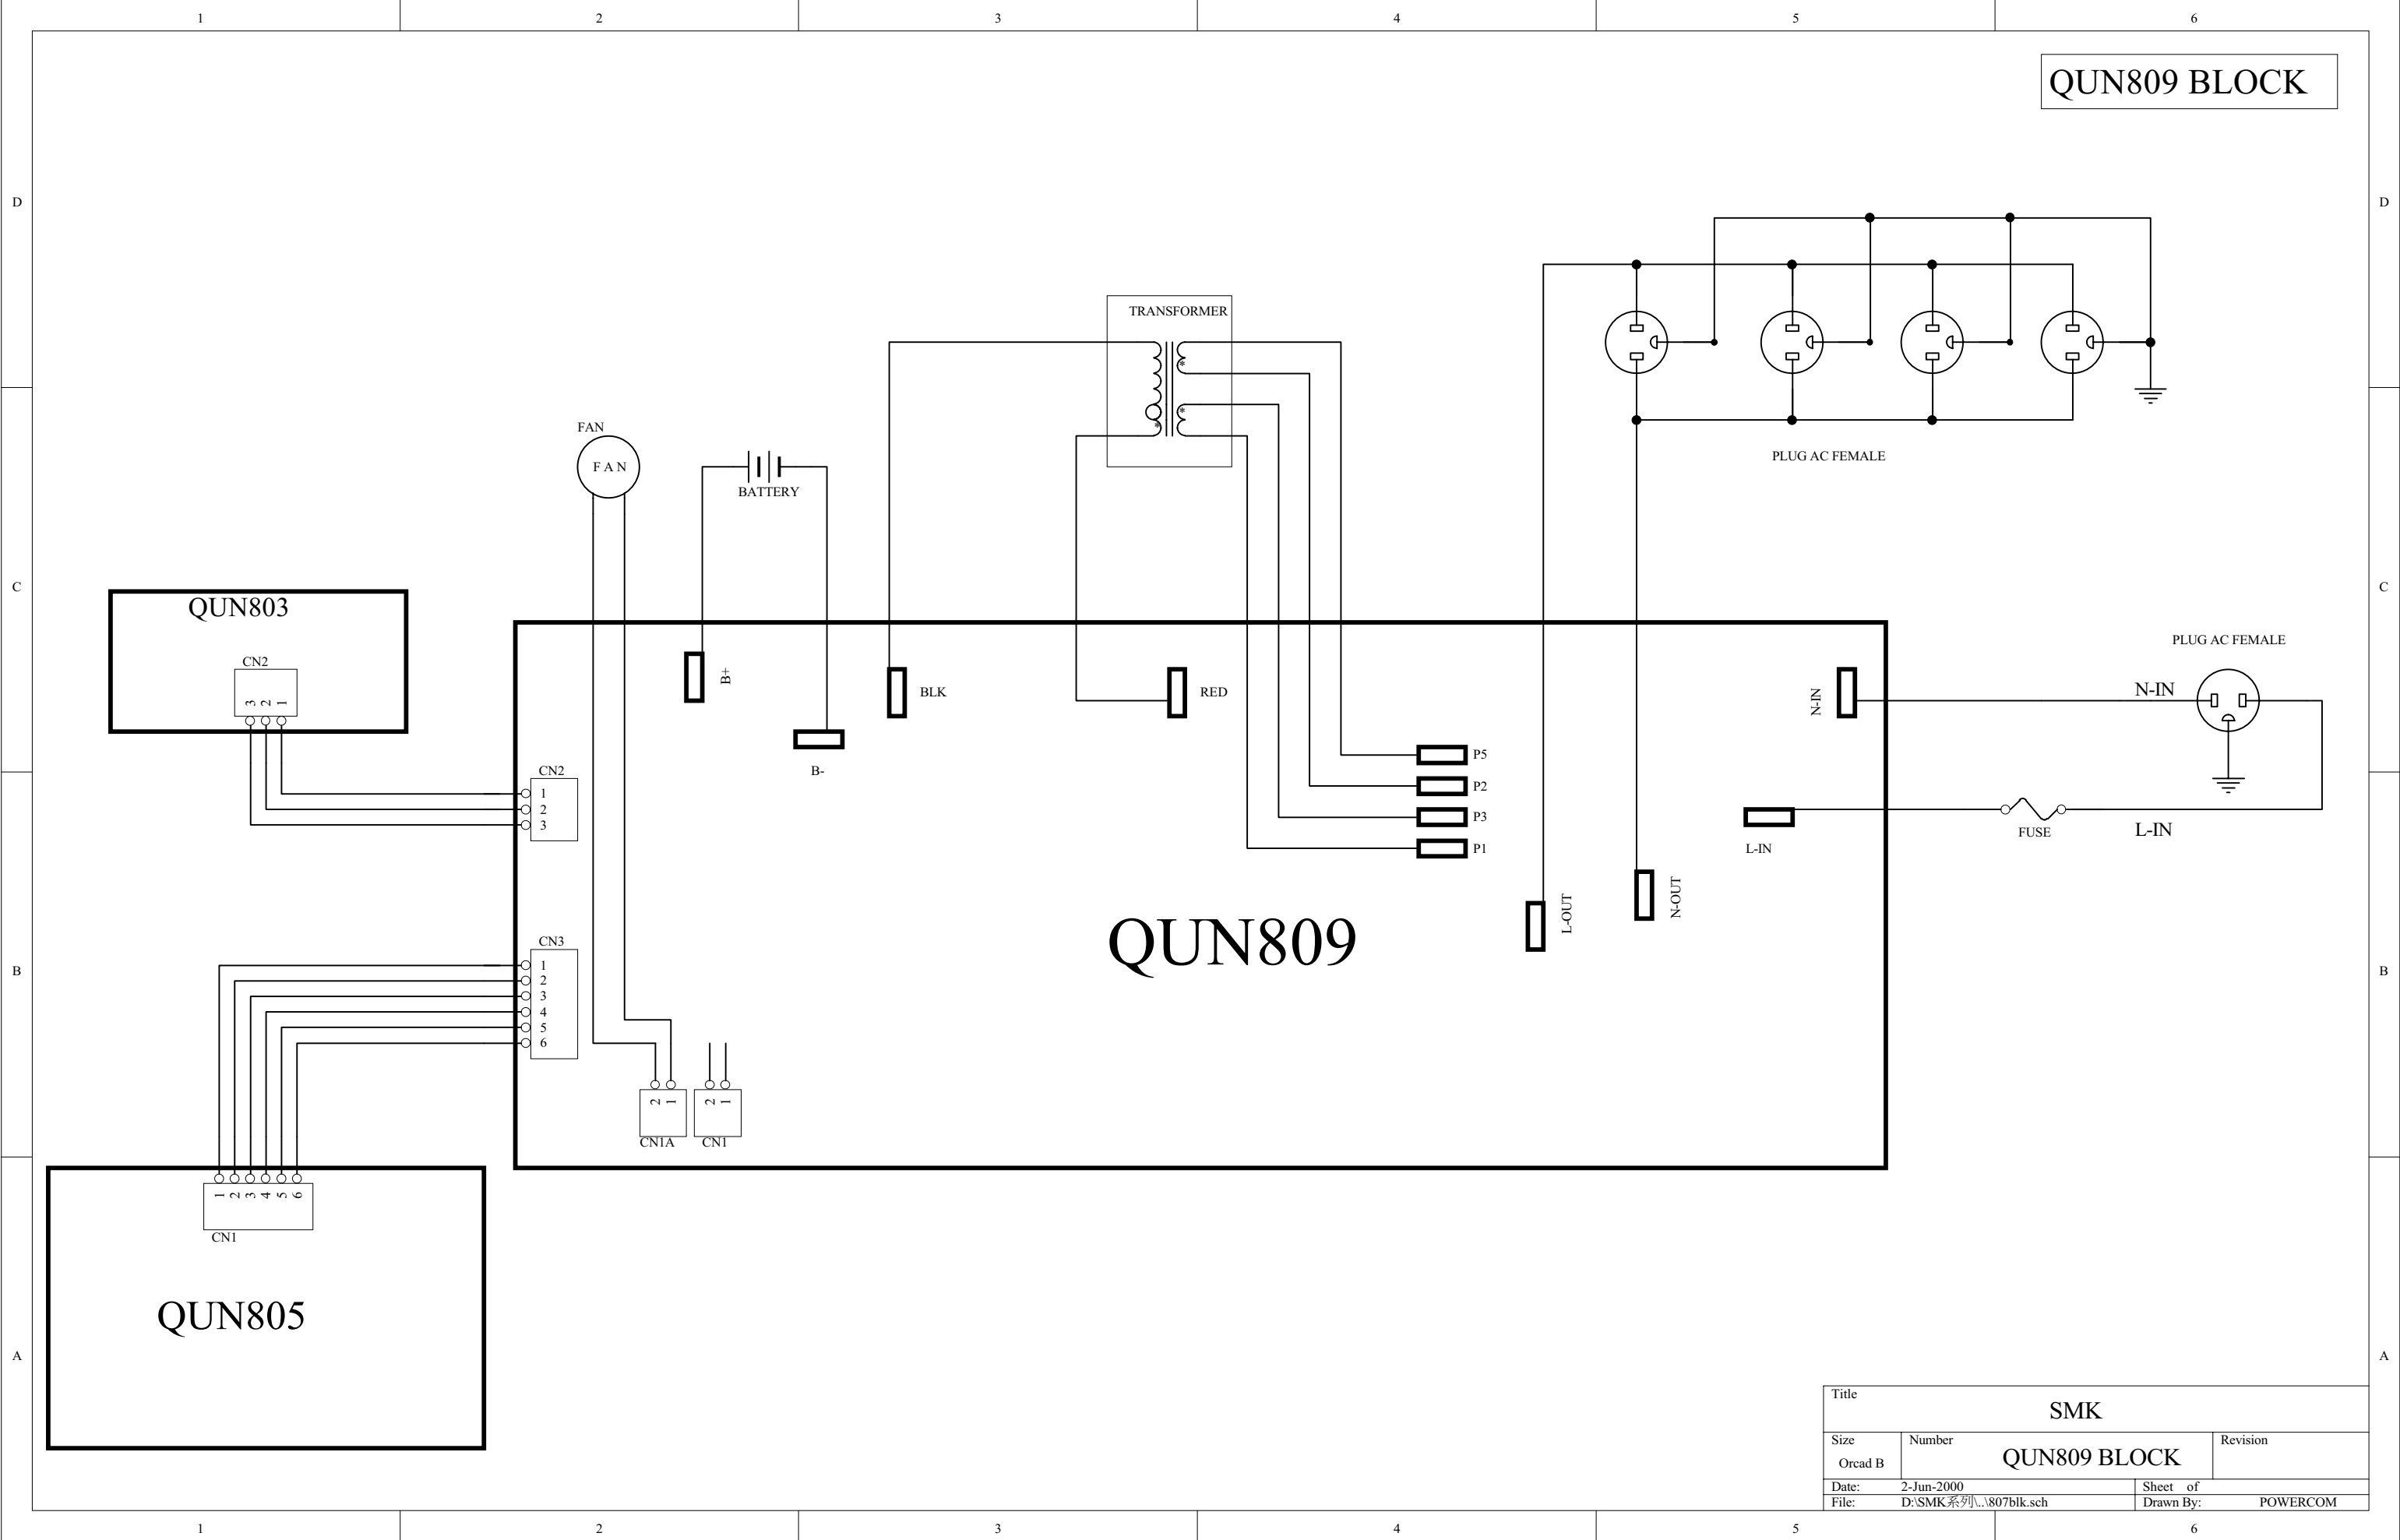 1 2 3 4 5 6
QUN809 BLOCK
D D
TRANSFORMER
*
*
*
FAN
F A N
BATTERY
PLUG AC FEMALE
C C
QUN803
CN2
3 2 1
B+
B-
BLK
RED
N-IN
PLUG AC FEMALE
N-IN
P5
P2
P3
P1
CN2
1
2
3
L-IN
FUSE
L-IN
L-OUT
N-OUT
QUN809
B B
CN3
1
2
3
4
5
6
2 1
CN1A
2 1
CN1
1 2 3 4 5 6
CN1
QUN805
A A
Title
SMK
Size
Orcad B
Number
QUN809 BLOCK
Revision
Date: 2-Jun-2000
Sheet of
File: D:\SMK系列\..\807blk.sch
Drawn By: POWERCOM
1 2 3 4 5 6